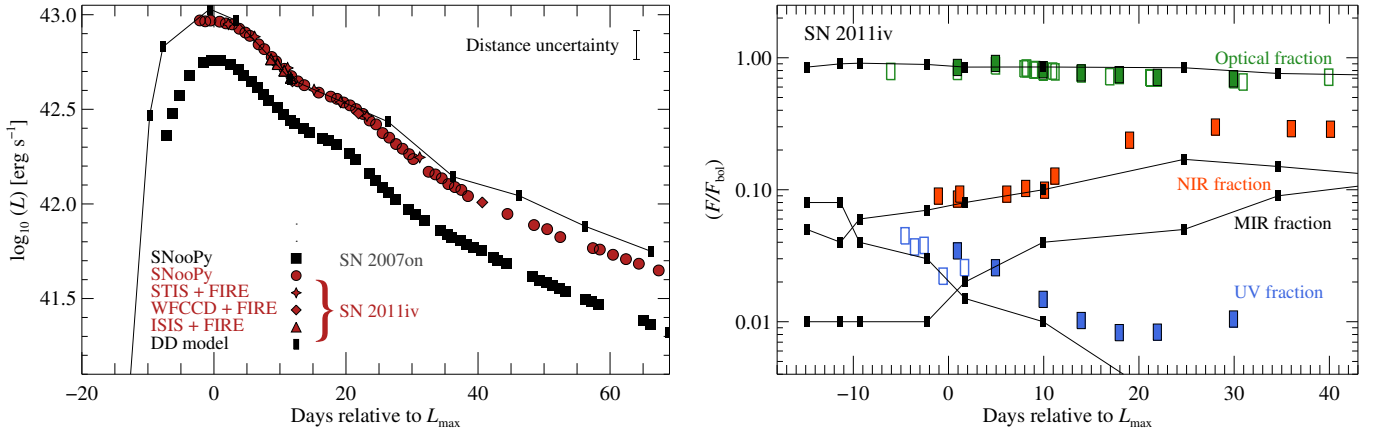 43.0
42.5
42.0
41.5
log₁₀ (L) [erg s⁻¹]
Distance uncertainty
SNooPy
SN 2007on
SNooPy
STIS + FIRE
WFCCD + FIRE
SN 2011iv
ISIS + FIRE
DD model
−20 0 20 40 60
Days relative to Lmax
SN 2011iv
1.00
0.10
0.01
(F/Fbol)
Optical fraction
NIR fraction
MIR fraction
UV fraction
−10 0 10 20 30 40
Days relative to Lmax